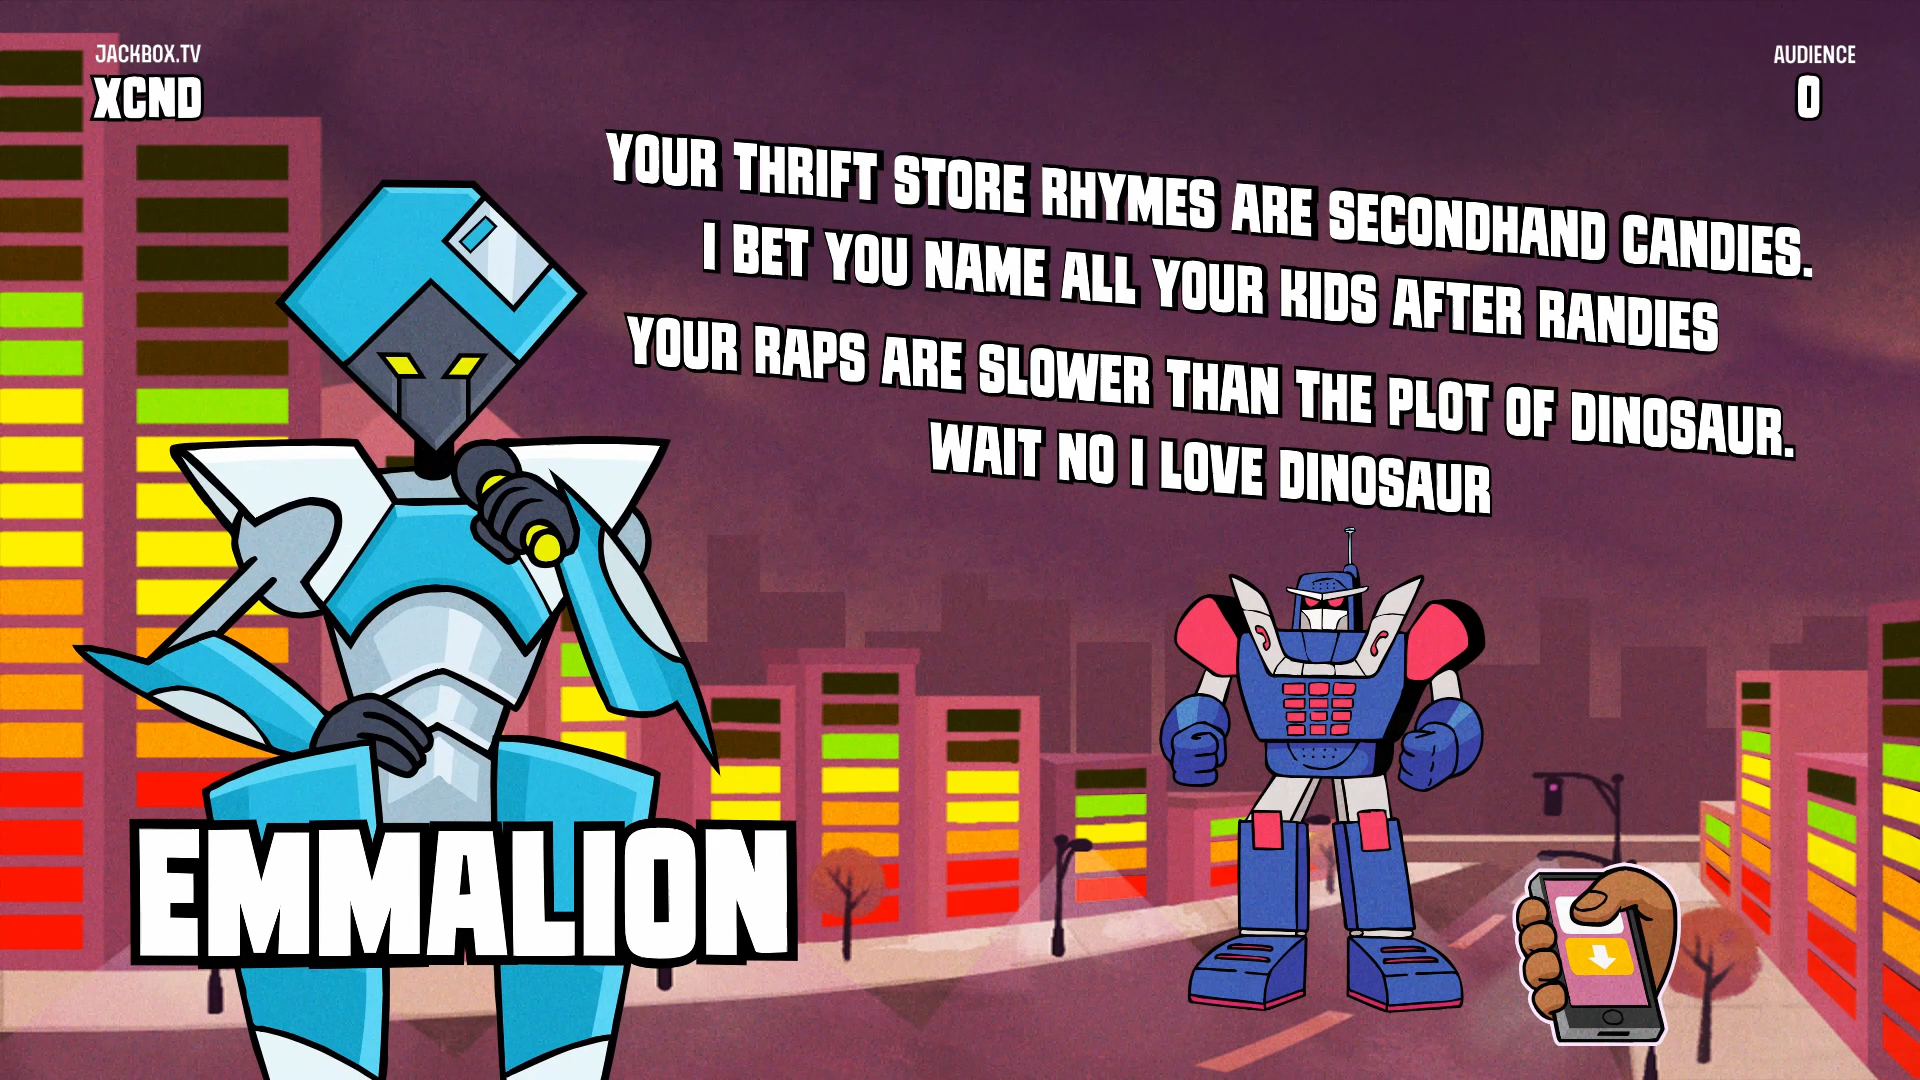 JACKBOX.TV
XCND
AUDIENCE
0
YOUR THRIFT STORE RHYMES ARE SECONDHAND CANDIES.
I BET YOU NAME ALL YOUR KIDS AFTER RANDIES
YOUR RAPS ARE SLOWER THAN THE PLOT OF DINOSAUR.
WAIT NO I LOVE DINOSAUR
EMMALION